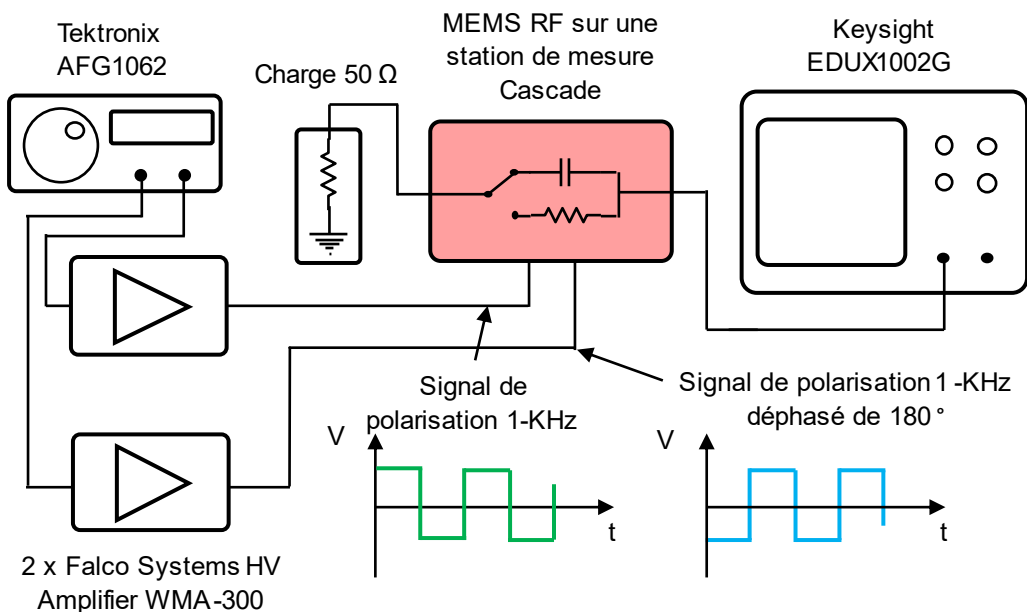 Tektronix
AFG1062
Charge 50 Ω
MEMS RF sur une
station de mesure
Cascade
Keysight
EDUX1002G
Signal de
polarisation 1-KHz
Signal de polarisation 1-KHz
déphasé de 180°
V
t
V
t
2 x Falco Systems HV
Amplifier WMA-300